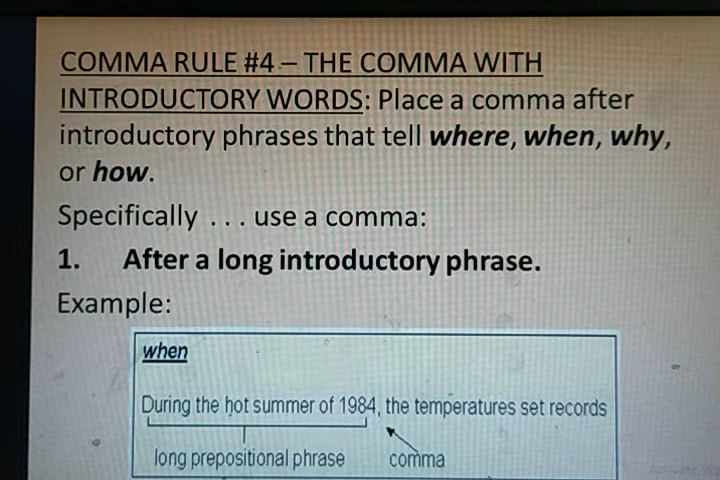 COMMA RULE #4 – THE COMMA WITH
INTRODUCTORY WORDS: Place a comma after
introductory phrases that tell where, when, why,
or how.
Specifically . . . use a comma:
1. After a long introductory phrase.
Example:
when
During the hot summer of 1984, the temperatures set records
long prepositional phrase comma